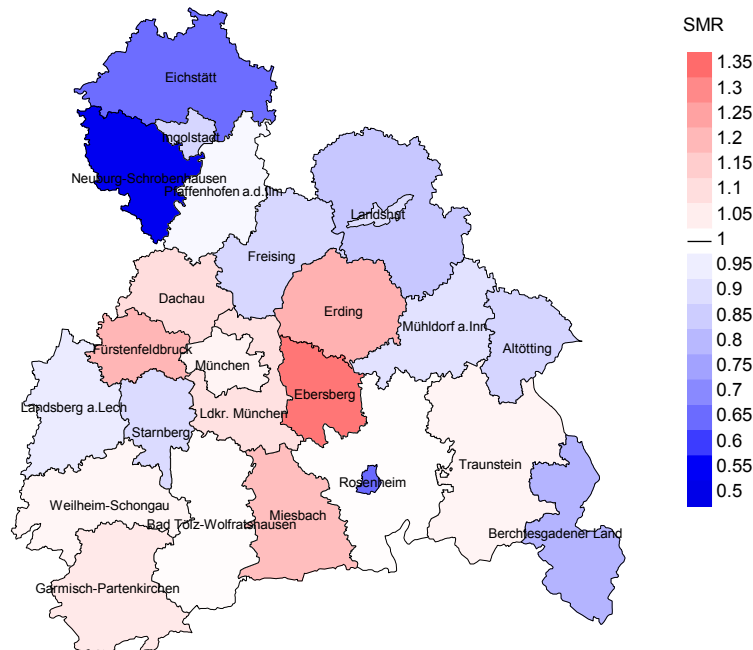 SMR
1.35
1.3
1.25
1.2
1.15
1.1
1.05
1
0.95
0.9
0.85
0.8
0.75
0.7
0.65
0.6
0.55
0.5
Eichstätt
Ingolstadt
Neuburg-Schrobenhausen
Pfaffenhofen a.d.Ilm
Landshst
Freising
Dachau
Erding
Mühldorf a.Inn
Altötting
Fürstenfeldbruck
München
Ebersberg
Landsberg a.Lech
Ldkr. München
Starnberg
Traunstein
Rosenheim
Weilheim-Schongau
Miesbach
Bad Tölz-Wolfratshausen
Berchtesgadener Land
Garmisch-Partenkirchen